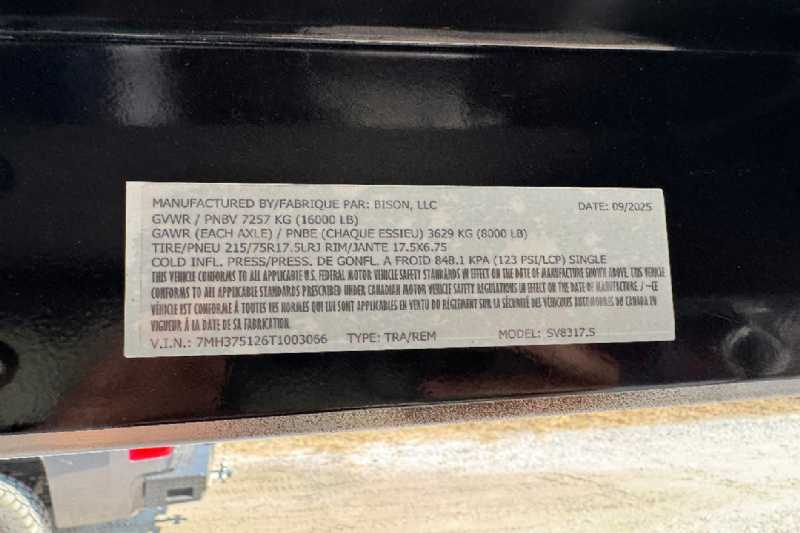 MANUFACTURED BY/FABRIQUE PAR: BISON, LLC DATE: 09/2025
GVWR / PNBV 7257 KG (16000 LB)
GAWR (EACH AXLE) / PNBE (CHAQUE ESSIEU) 3629 KG (8000 LB)
TIRE/PNEU 215/75R17.5LRJ RIM/JANTE 17.5X6.75
COLD INFL. PRESS/PRESS. DE GONFL. A FROID 848.1 KPA (123 PSI/LCP) SINGLE
THIS VEHICLE CONFORMS TO ALL APPLICABLE U.S. FEDERAL MOTOR VEHICLE SAFETY STANDARDS IN EFFECT ON THE DATE OF MANUFACTURE SHOWN ABOVE. THIS VEHICLE
CONFORMS TO ALL APPLICABLE STANDARDS PRESCRIBED UNDER CANADIAN MOTOR VEHICLE SAFETY REGULATIONS IN EFFECT ON THE DATE OF MANUFACTURE / --CE
VÉHICLE EST CONFORME À TOUTES LES NORMES QUI LUI SONT APPLICABLES EN VERTU DU RÈGLEMENT SUR LA SÉCURITÉ DES VÉHICULES AUTOMOBILES DU CANADA EN
VIGUEUR À LA DATE DE SA FABRICATION.
V.I.N.: 7MH375126T1003066 TYPE: TRA/REM MODEL: SV8317.5